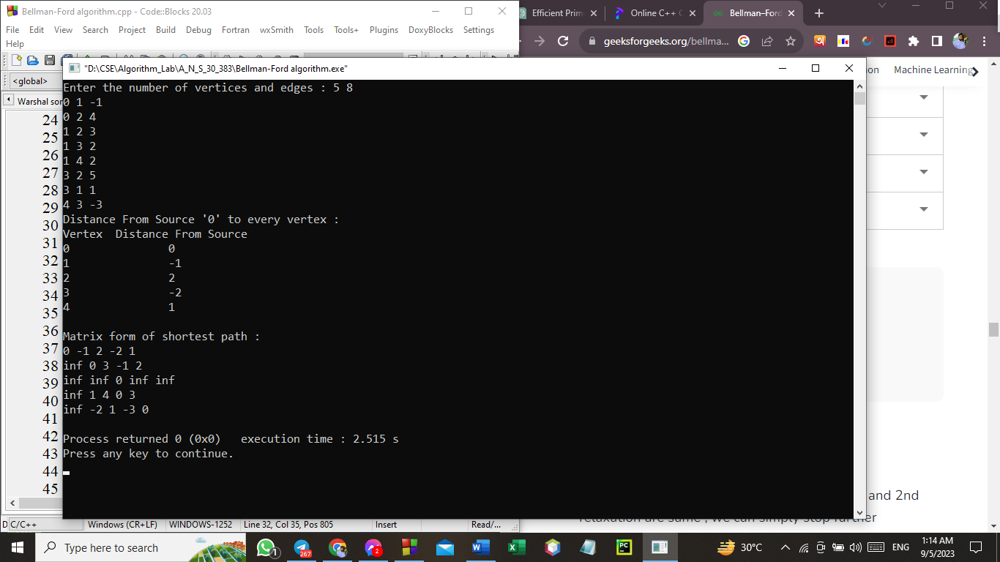 Bellman-Ford algorithm.cpp - Code::Blocks 20.03
File Edit View Search Project Build Debug Fortran wxSmith Tools Tools+ Plugins DoxyBlocks Settings
Help
<global>
Warshal
24
25
26
27
28
29
30
31
32
33
34
35
36
37
38
39
40
41
42
43
44
45
C/C++ Windows (CR+LF) WINDOWS-1252 Line 32, Col 35, Pos 805 Insert Read/...
Efficient Prim
Online C++
Bellman–Ford
geeksforgeeks.org/bellma...
Machine Learning
"D:\CSE\Algorithm_Lab\A_N_S_30_383\Bellman-Ford algorithm.exe"
Enter the number of vertices and edges : 5 8
0 1 -1
0 2 4
1 2 3
1 3 2
1 4 2
3 2 5
3 1 1
4 3 -3
Distance From Source '0' to every vertex :
Vertex Distance From Source
0 0
1 -1
2 2
3 -2
4 1
Matrix form of shortest path :
0 -1 2 -2 1
inf 0 3 -1 2
inf inf 0 inf inf
inf 1 4 0 3
inf -2 1 -3 0
Process returned 0 (0x0) execution time : 2.515 s
Press any key to continue.
and 2nd
relaxation are same , we can simply stop further
Type here to search
1
267
2
PC
30°C
ENG
1:14 AM
9/5/2023